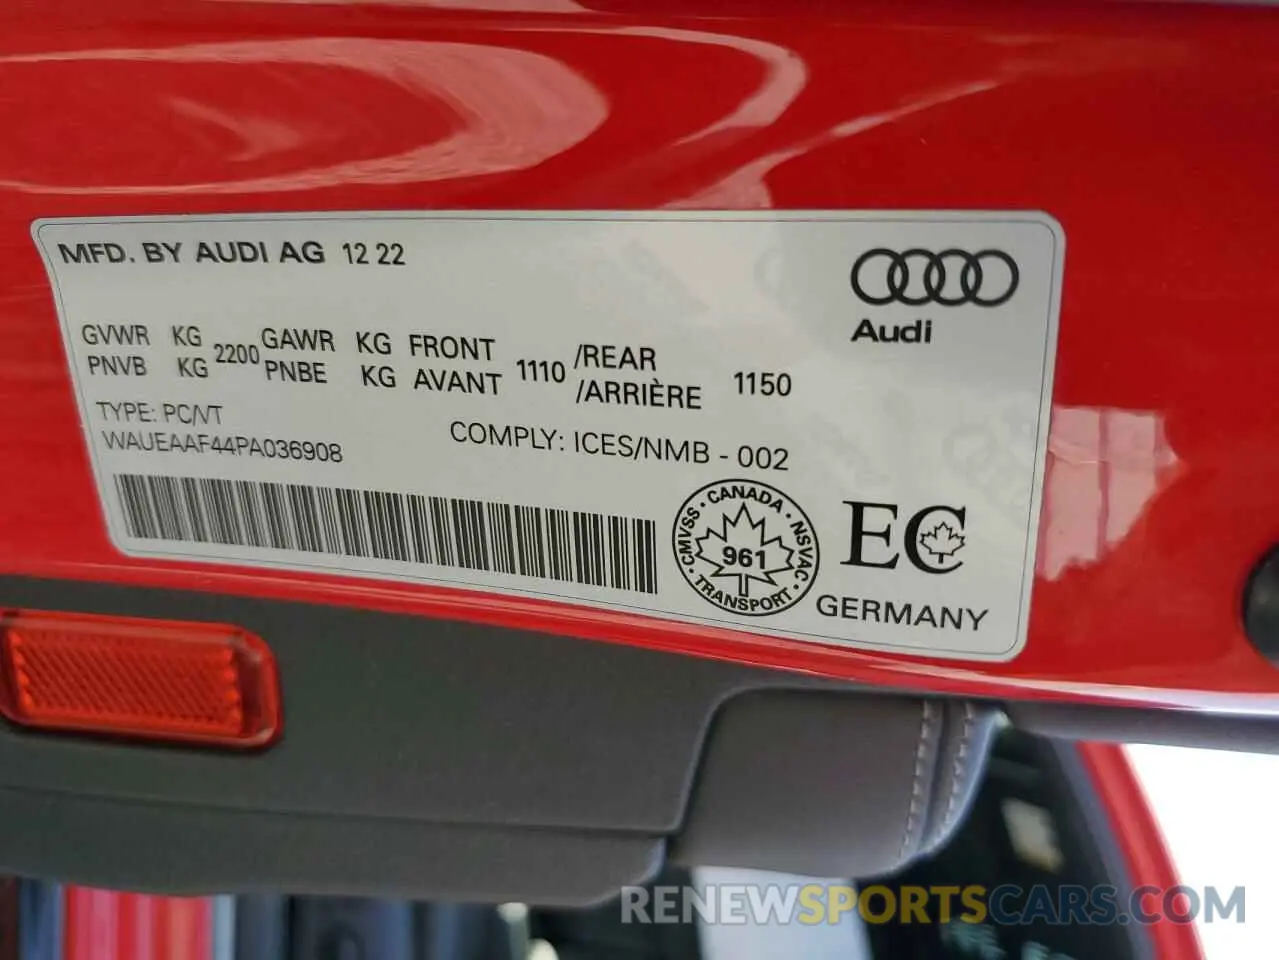 MFD. BY AUDI AG 12 22
Audi
GVWR KG 2200 GAWR KG FRONT 1110 /REAR 1150
PNVB KG PNBE KG AVANT /ARRIÈRE
TYPE: PC/VT
WAUEAAF44PA036908
COMPLY: ICES/NMB - 002
CMVSS · CANADA · NSVAC · TRANSPORT ·
961
EC
GERMANY
RENEWSPORTSCARS.COM